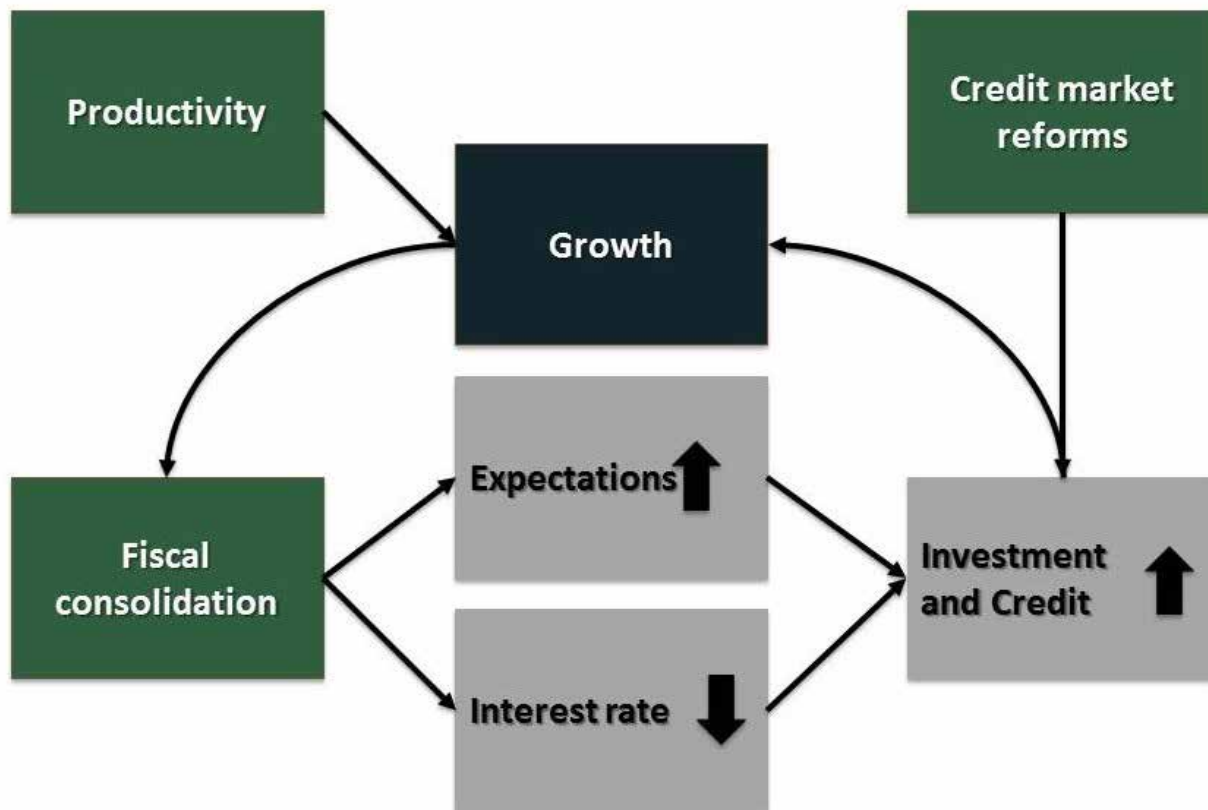 Productivity
Credit market
reforms
Growth
Expectations
Fiscal
consolidation
Investment
and Credit
Interest rate